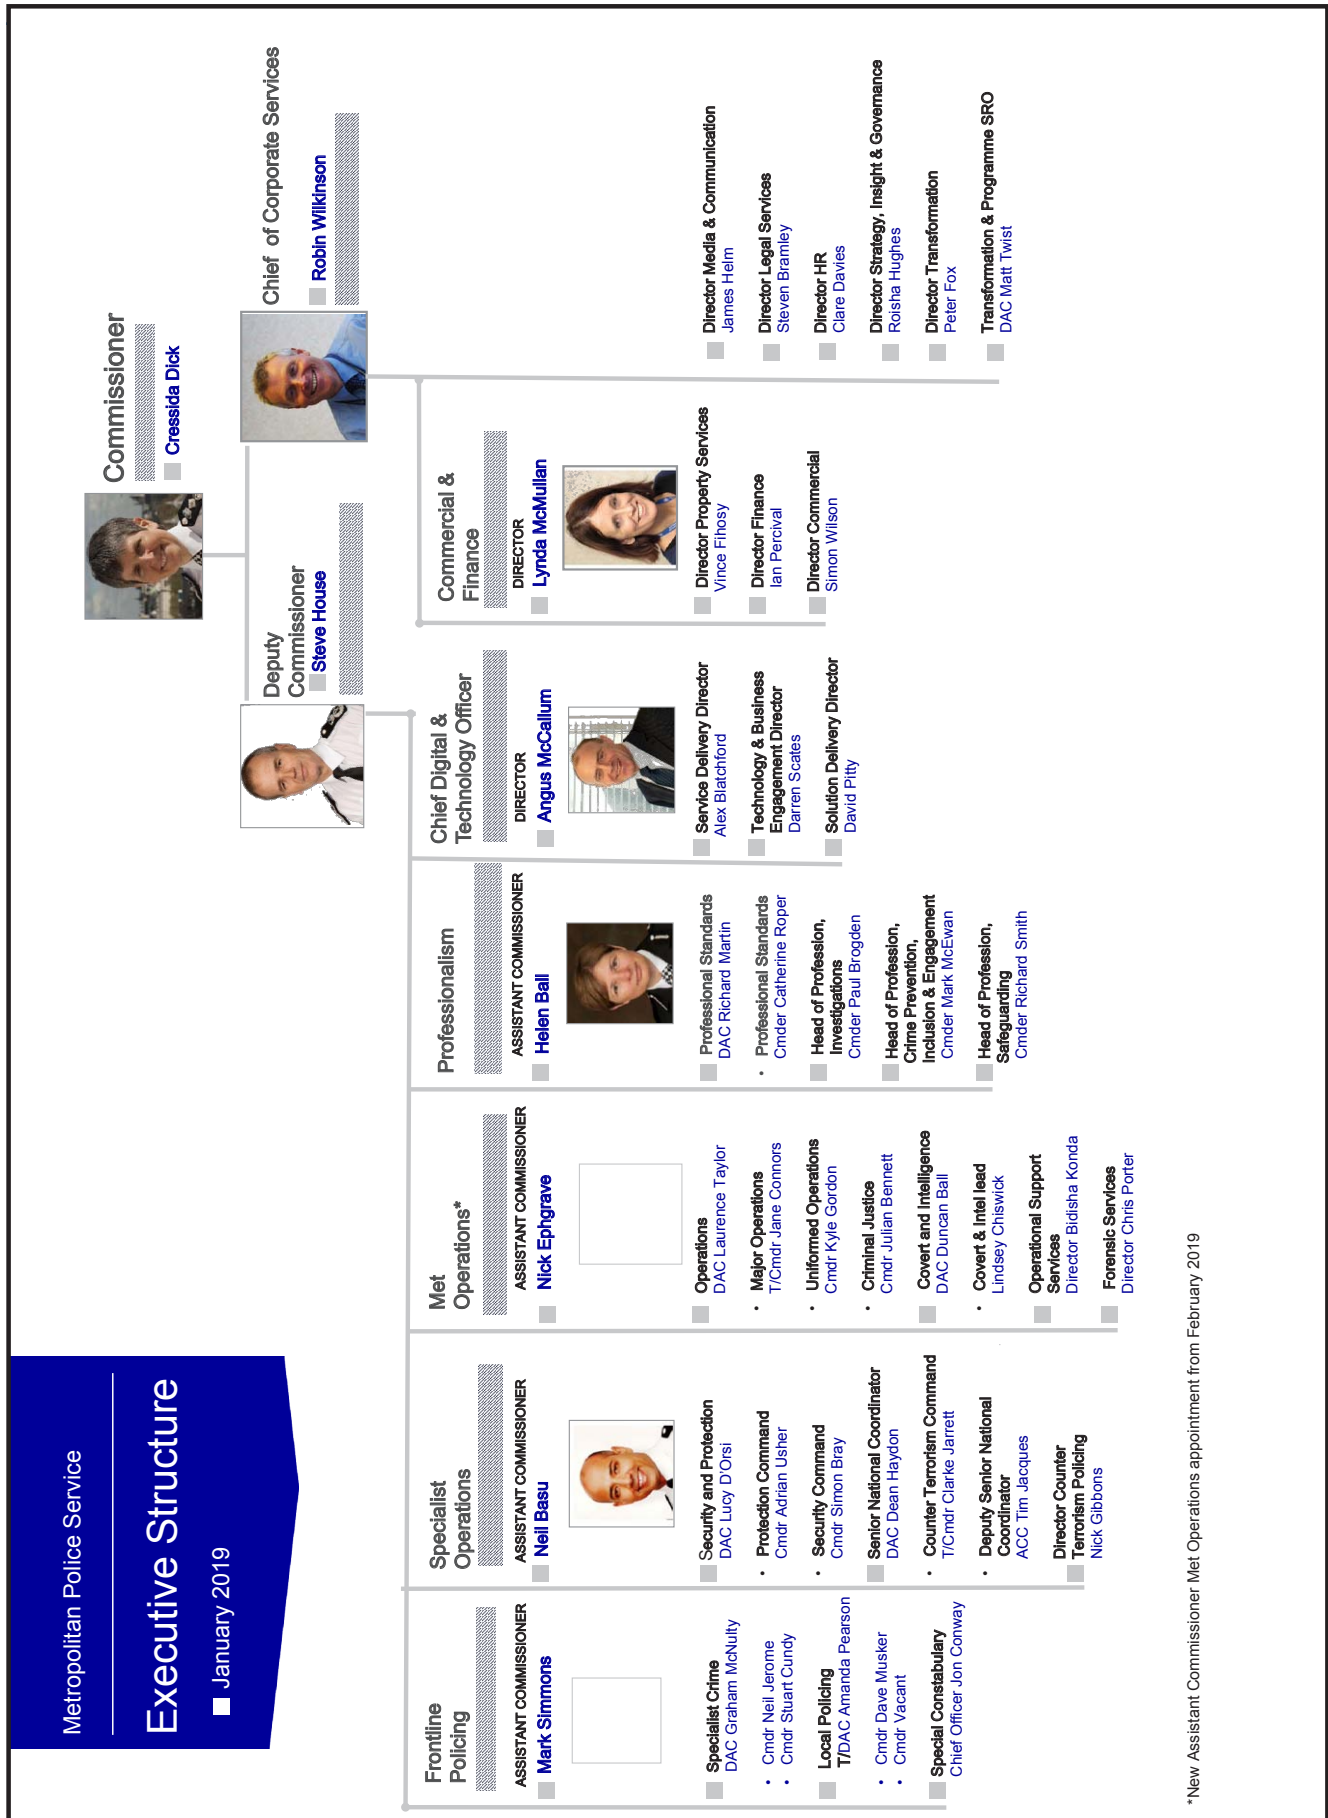 Metropolitan Police Service
Executive Structure
January 2019
Commissioner
Cressida Dick
Deputy
Commissioner
Steve House
Chief of Corporate Services
Robin Wilkinson
Frontline
Policing
ASSISTANT COMMISSIONER
Mark Simmons
Specialist Crime
DAC Graham McNulty
• Cmdr Neil Jerome
• Cmdr Stuart Cundy
Local Policing
T/DAC Amanda Pearson
• Cmdr Dave Musker
• Cmdr Vacant
Special Constabulary
Chief Officer Jon Conway
Specialist
Operations
ASSISTANT COMMISSIONER
Neil Basu
Security and Protection
DAC Lucy D'Orsi
• Protection Command
Cmdr Adrian Usher
• Security Command
Cmdr Simon Bray
Senior National Coordinator
DAC Dean Haydon
• Counter Terrorism Command
T/Cmdr Clarke Jarrett
• Deputy Senior National
Coordinator
ACC Tim Jacques
Director Counter
Terrorism Policing
Nick Gibbons
Met
Operations*
ASSISTANT COMMISSIONER
Nick Ephgrave
Operations
DAC Laurence Taylor
• Major Operations
T/Cmdr Jane Connors
• Uniformed Operations
Cmdr Kyle Gordon
• Criminal Justice
Cmdr Julian Bennett
Covert and Intelligence
DAC Duncan Ball
• Covert & Intel lead
Lindsey Chiswick
Operational Support
Services
Director Bidisha Konda
Forensic Services
Director Chris Porter
Professionalism
ASSISTANT COMMISSIONER
Helen Ball
Professional Standards
DAC Richard Martin
• Professional Standards
Cmder Catherine Roper
Head of Profession,
Investigations
Cmder Paul Brogden
Head of Profession,
Crime Prevention,
Inclusion & Engagement
Cmder Mark McEwan
Head of Profession,
Safeguarding
Cmder Richard Smith
Chief Digital &
Technology Officer
DIRECTOR
Angus McCallum
Service Delivery Director
Alex Blatchford
Technology & Business
Engagement Director
Darren Scates
Solution Delivery Director
David Pitty
Commercial &
Finance
DIRECTOR
Lynda McMullan
Director Property Services
Vince Fihosy
Director Finance
Ian Percival
Director Commercial
Simon Wilson
Director Media & Communication
James Helm
Director Legal Services
Steven Bramley
Director HR
Clare Davies
Director Strategy, Insight & Governance
Roisha Hughes
Director Transformation
Peter Fox
Transformation & Programme SRO
DAC Matt Twist
*New Assistant Commissioner Met Operations appointment from February 2019